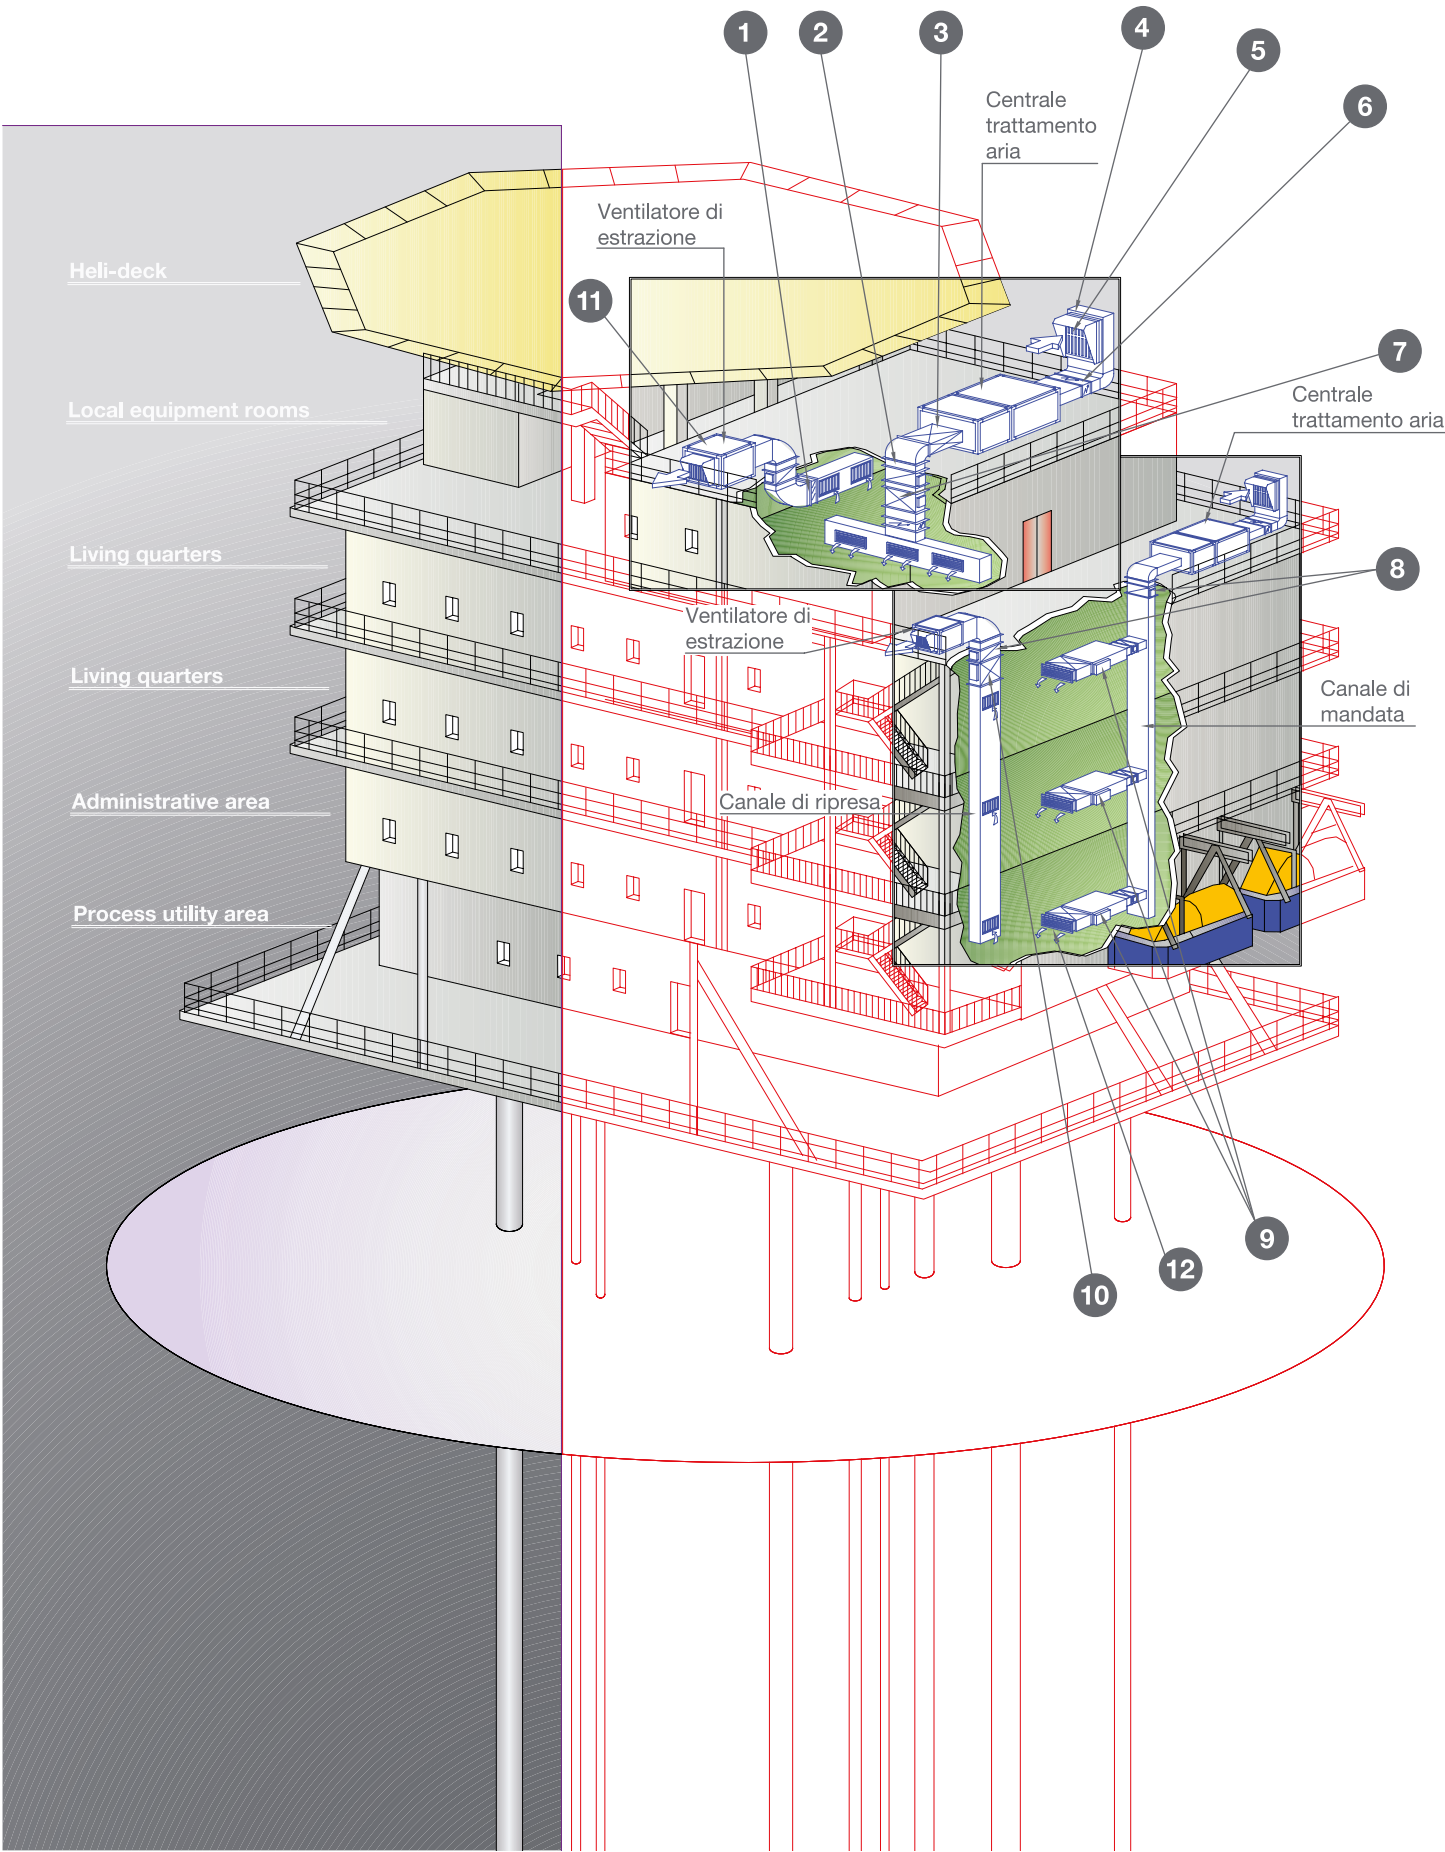 1
2
3
4
5
6
Centrale
trattamento
aria
Ventilatore di
estrazione
Heli-deck
11
7
Centrale
trattamento aria
Local equipment rooms
Living quarters
8
Ventilatore di
estrazione
Living quarters
Canale di
mandata
Administrative area
Canale di ripresa
Process utility area
9
12
10